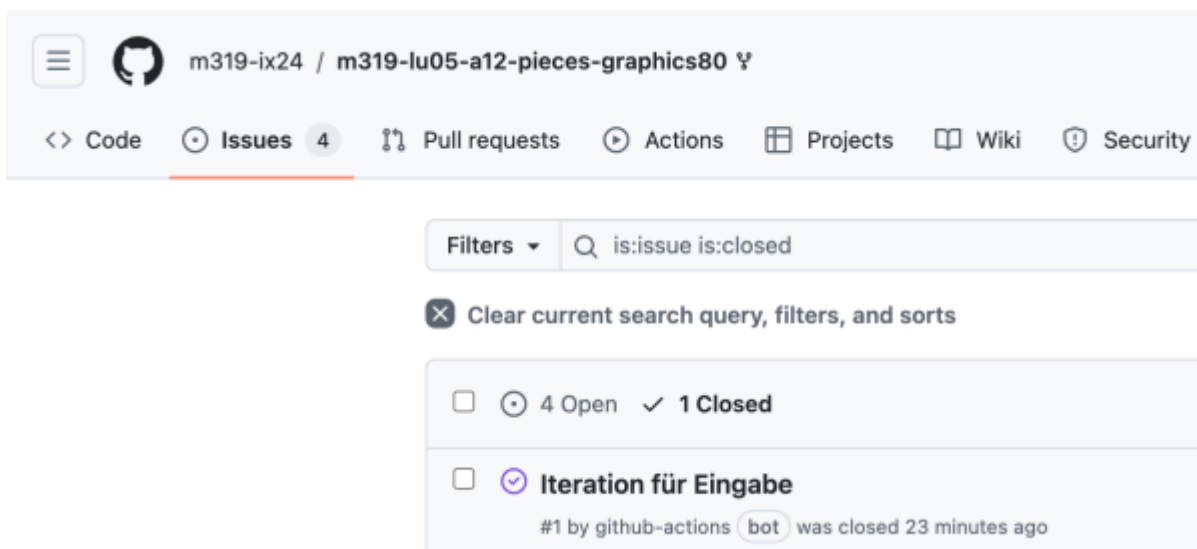 m319-ix24 / m319-lu05-a12-pieces-graphics80
<> Code Issues 4 Pull requests Actions Projects Wiki Security
Filters is:issue is:closed
Clear current search query, filters, and sorts
4 Open 1 Closed
Iteration für Eingabe
#1 by github-actions bot was closed 23 minutes ago